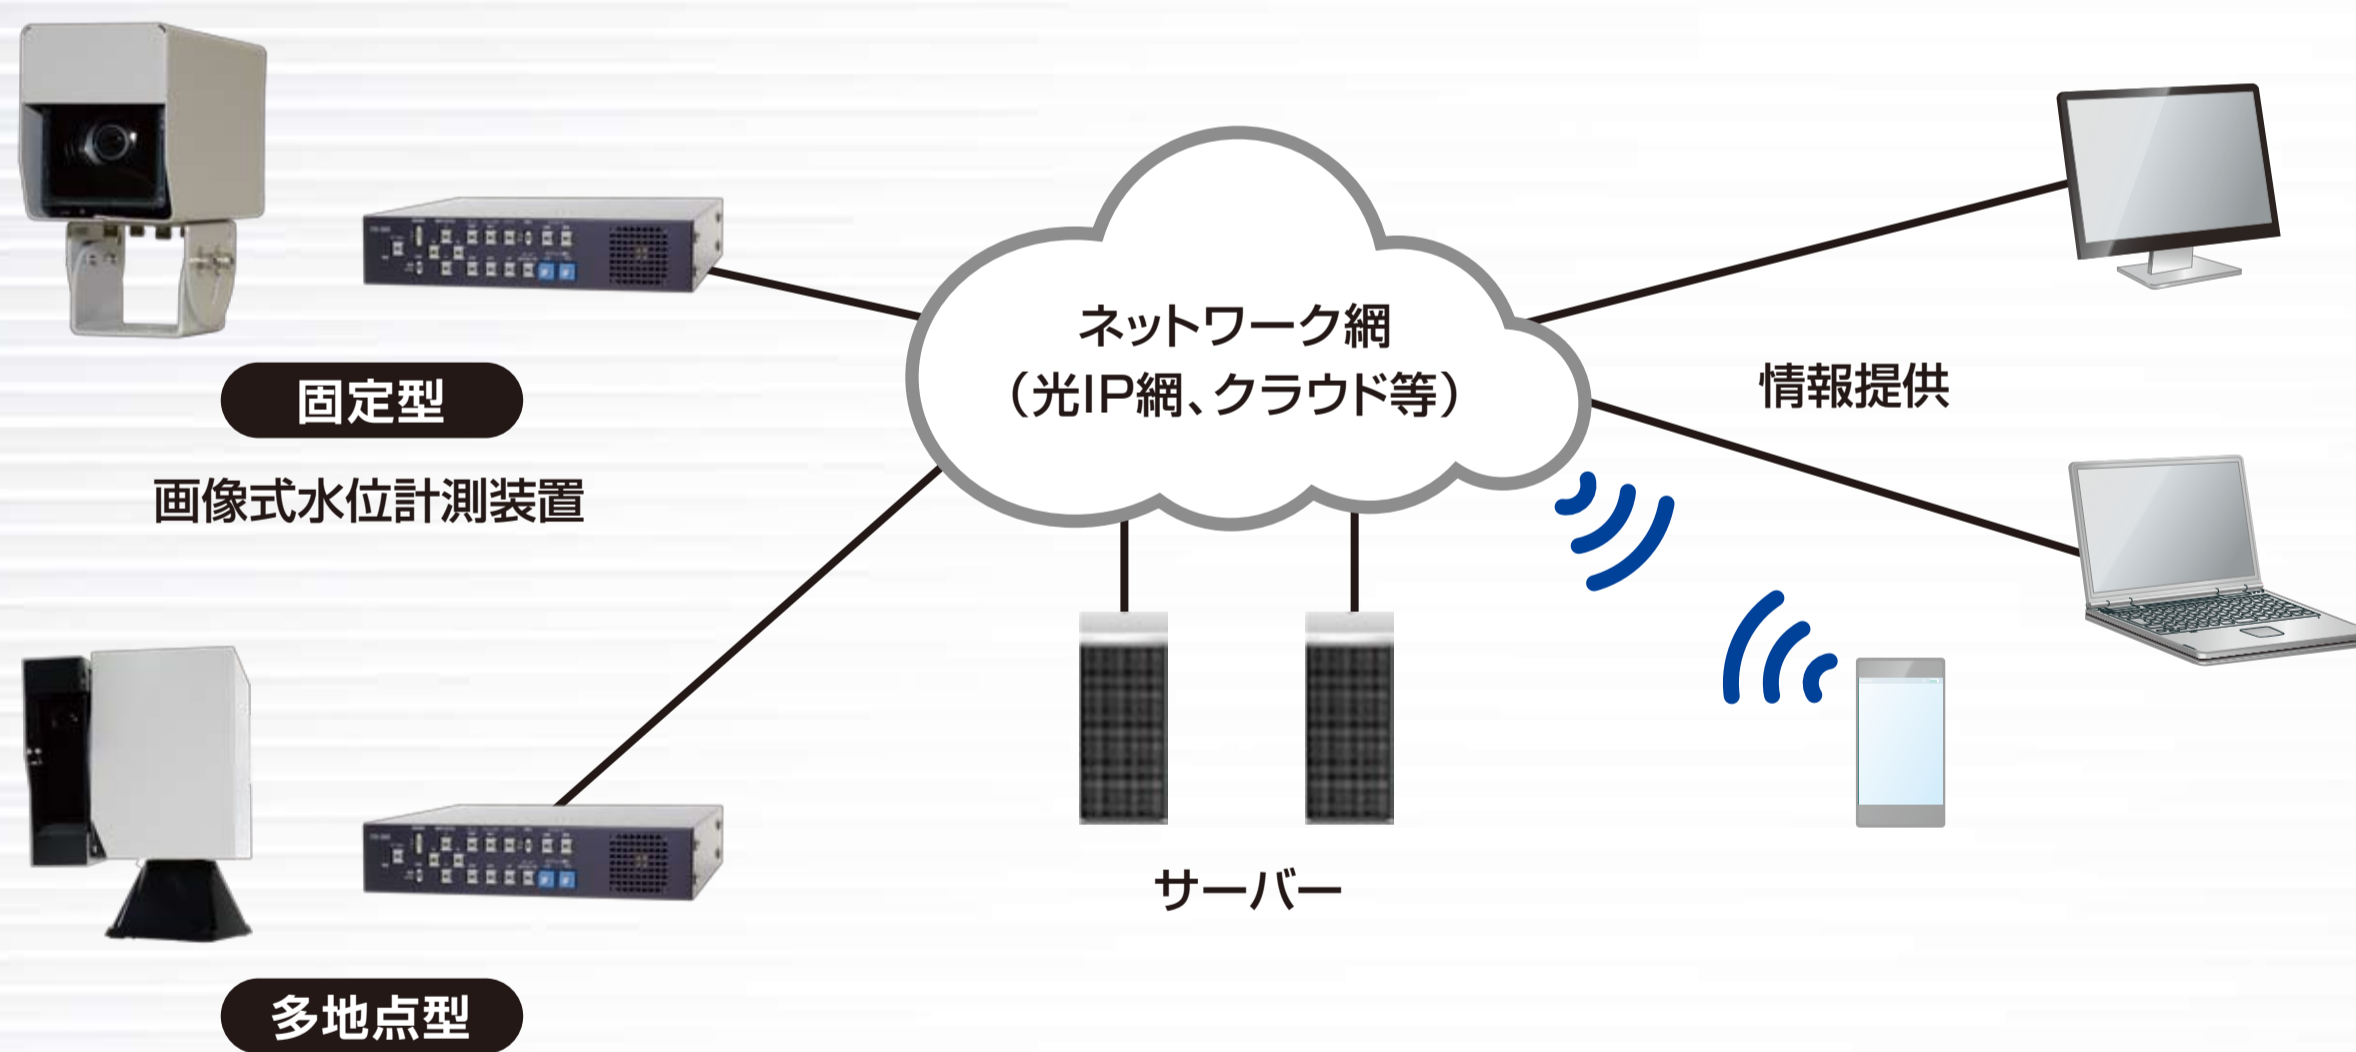 固定型
画像式水位計測装置
多地点型
ネットワーク網
（光IP網、クラウド等）
サーバー
情報提供